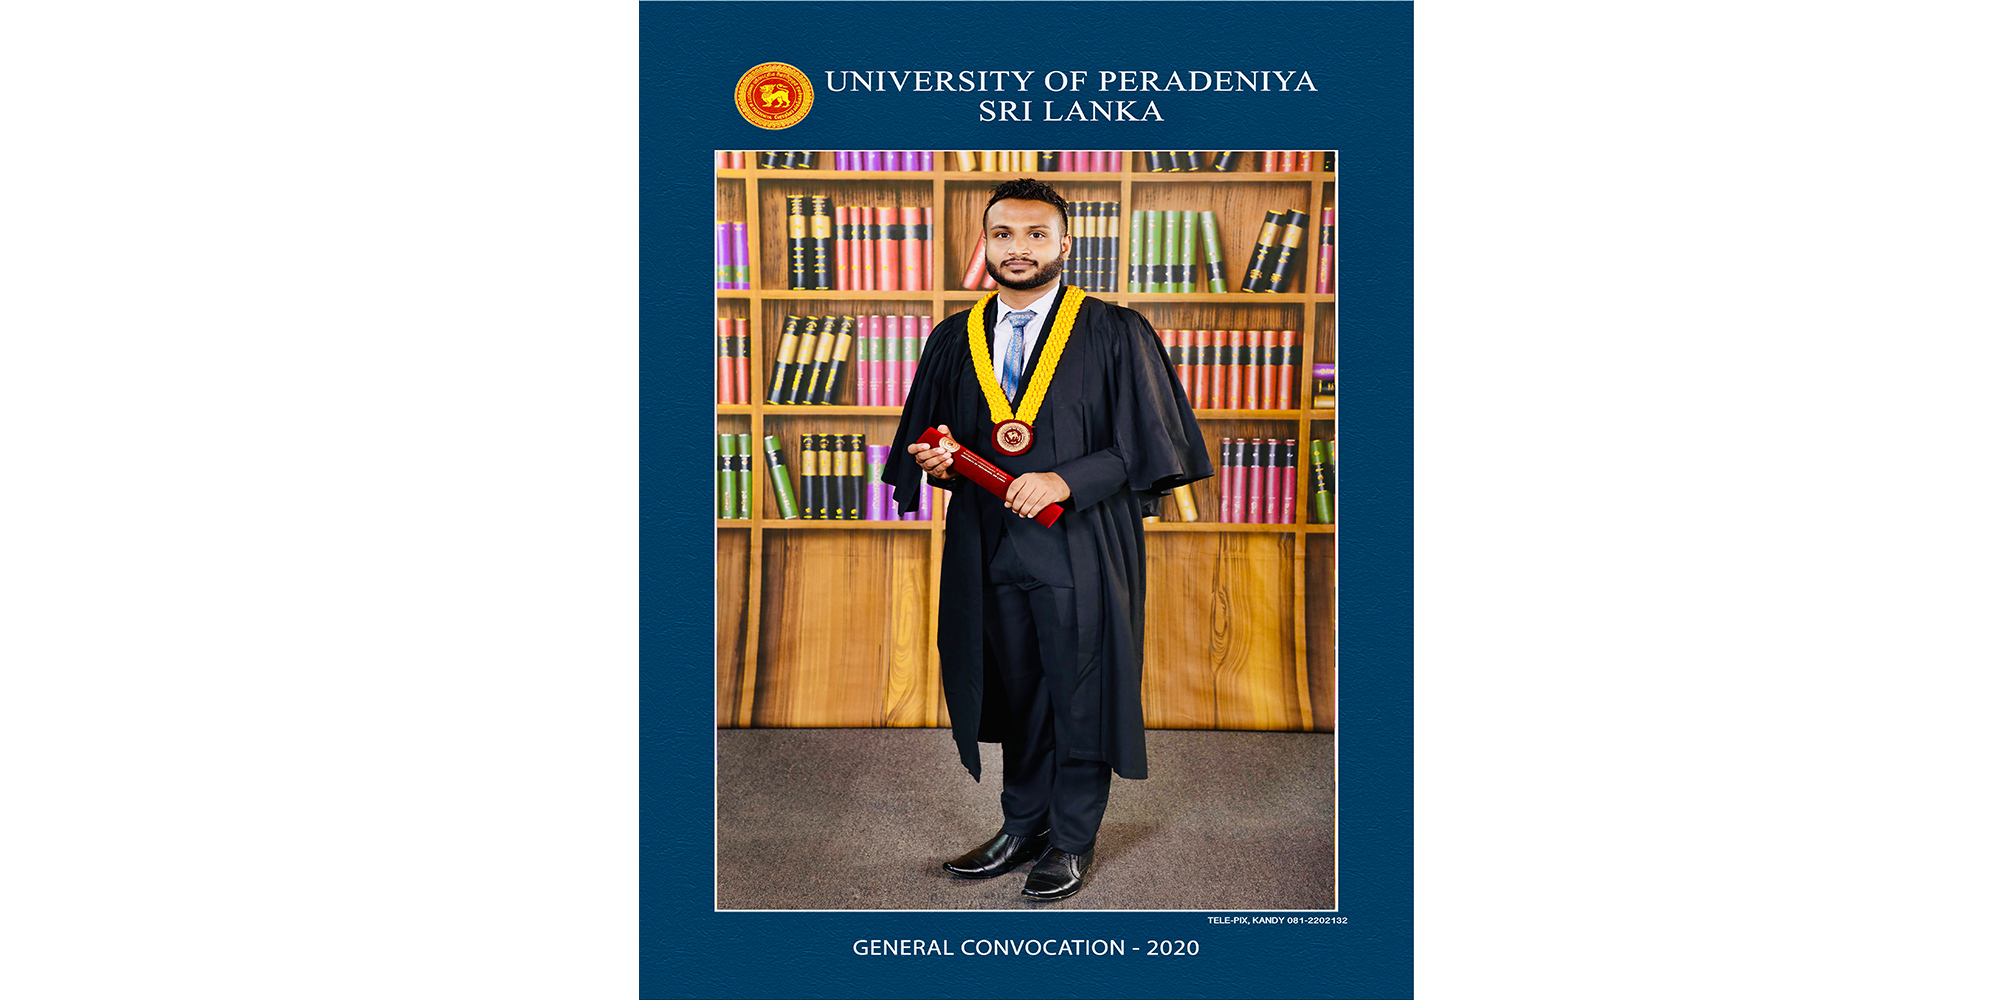 UNIVERSITY OF PERADENIYA
SRI LANKA
TELE-PIX, KANDY 081-2202132
GENERAL CONVOCATION - 2020